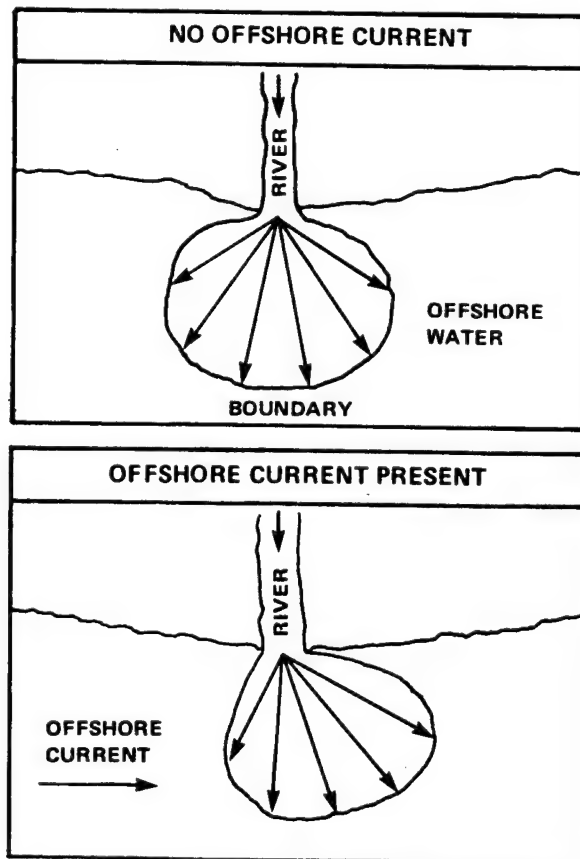 NO OFFSHORE CURRENT
RIVER
OFFSHORE
WATER
BOUNDARY
OFFSHORE CURRENT PRESENT
RIVER
OFFSHORE
CURRENT